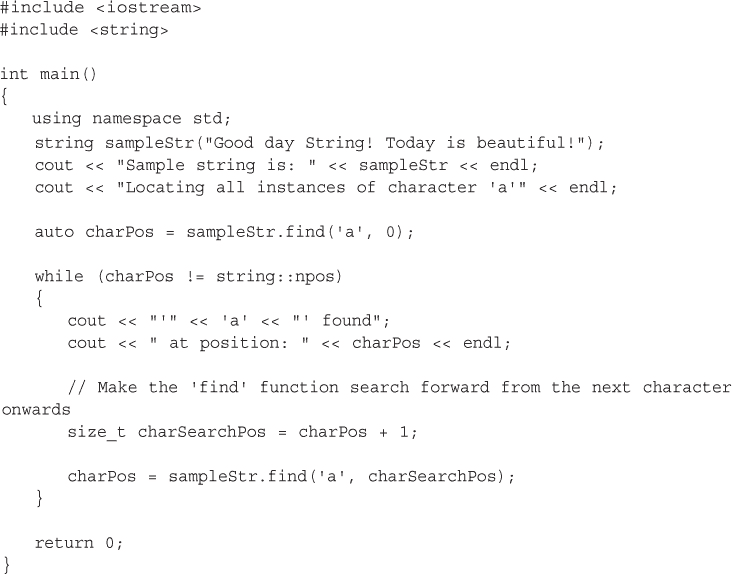 #include <iostream>
#include <string>

int main()
{
   using namespace std;
   string sampleStr("Good day String! Today is beautiful!");
   cout << "Sample string is: " << sampleStr << endl;
   cout << "Locating all instances of character 'a'" << endl;

   auto charPos = sampleStr.find('a', 0);

   while (charPos != string::npos)
   {
      cout << "'" << 'a' << "' found";
      cout << " at position: " << charPos << endl;

      // Make the 'find' function search forward from the next character
onwards
      size_t charSearchPos = charPos + 1;

      charPos = sampleStr.find('a', charSearchPos);
   }

   return 0;
}